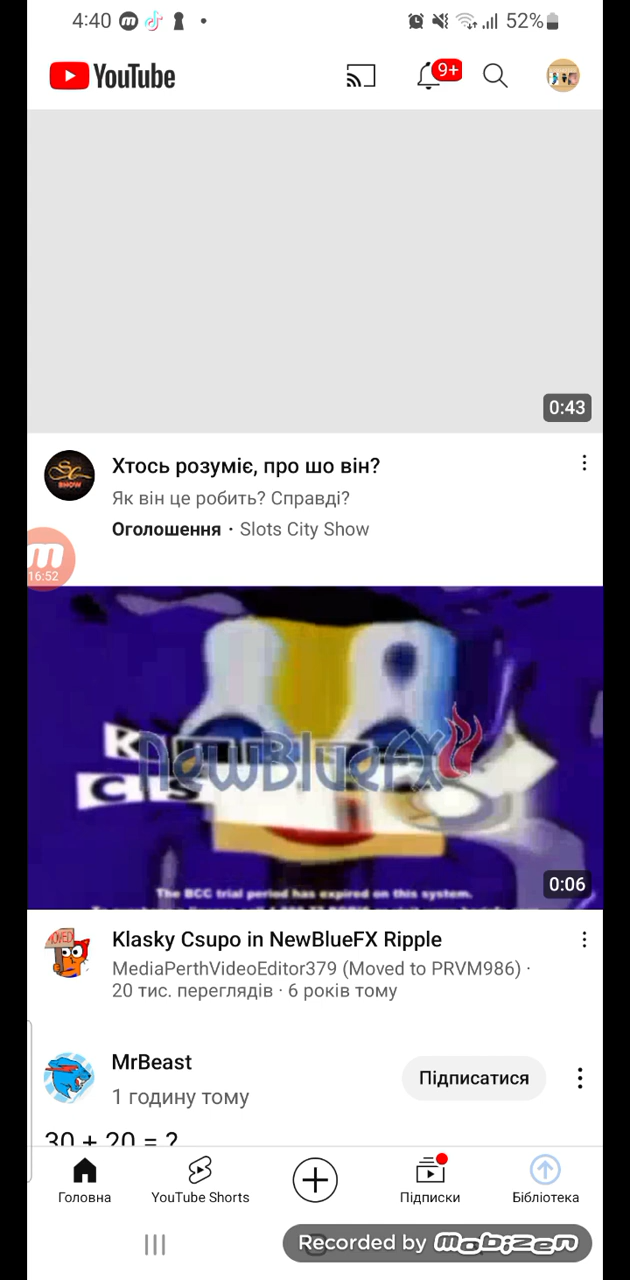 4:40
52%
YouTube
9+
0:43
Хтось розуміє, про шо він?
Як він це робить? Справді?
Оголошення · Slots City Show
SC
SHOW
m
16:52
NewBlueFX
The BCC trial period has expired on this system.
0:06
MOVED
Klasky Csupo in NewBlueFX Ripple
MediaPerthVideoEditor379 (Moved to PRVM986) ·
20 тис. переглядів · 6 років тому
MrBeast
1 годину тому
Підписатися
30 + 20 = ?
Головна
YouTube Shorts
Підписки
Бібліотека
Recorded by mobizen